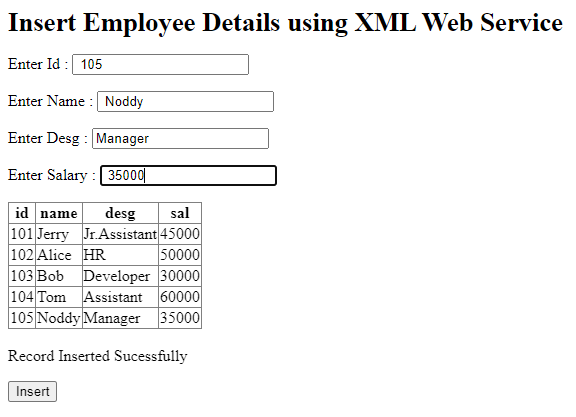 Insert Employee Details using XML Web Service
Enter Id : 105
Enter Name : Noddy
Enter Desg : Manager
Enter Salary : 35000
id name desg sal
101 Jerry Jr.Assistant 45000
102 Alice HR 50000
103 Bob Developer 30000
104 Tom Assistant 60000
105 Noddy Manager 35000
Record Inserted Sucessfully
Insert